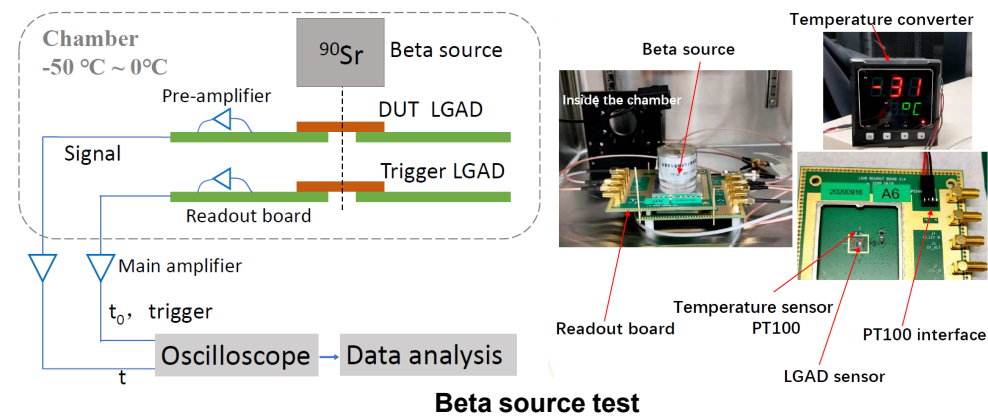 Chamber
-50 ℃ ~ 0℃
⁹⁰Sr
Beta source
Pre-amplifier
DUT LGAD
Signal
Trigger LGAD
Readout board
Main amplifier
t₀, trigger
Oscilloscope
Data analysis
t
Temperature converter
Beta source
Inside the chamber
-31
°C
20200916
A6
Temperature sensor
PT100
Readout board
PT100 interface
LGAD sensor
Beta source test